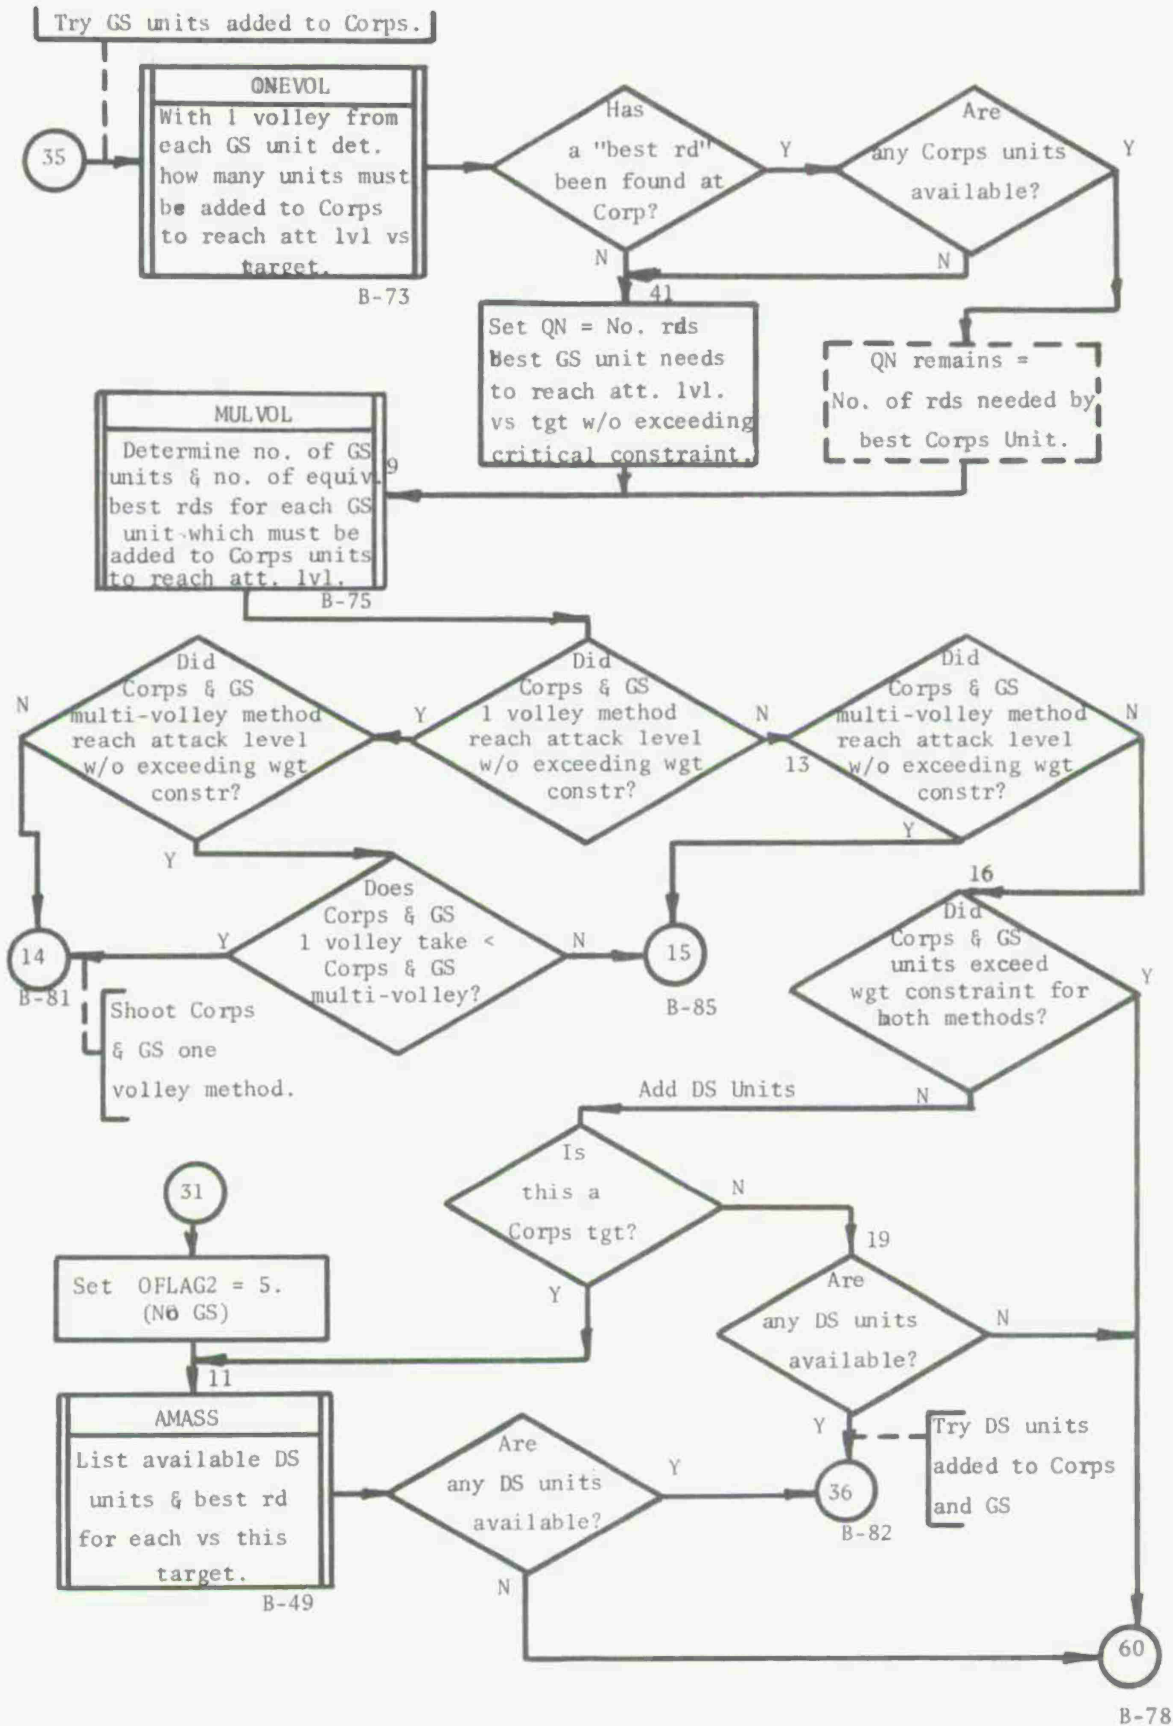 Try GS units added to Corps.
35
ONEVOL
With 1 volley from
each GS unit det.
how many units must
be added to Corps
to reach att lvl vs
target.
B-73
Has
a "best rd"
been found at
Corp?
Y
N
Are
any Corps units
available?
Y
N
41
Set QN = No. rds
best GS unit needs
to reach att. lvl.
vs tgt w/o exceeding
critical constraint.
QN remains =
No. of rds needed by
best Corps Unit.
MULVOL
Determine no. of GS
units & no. of equiv.
best rds for each GS
unit which must be
added to Corps units
to reach att. lvl.
9
B-75
Did
Corps & GS
multi-volley method
reach attack level
w/o exceeding wgt
constr?
N
Y
Did
Corps & GS
1 volley method
reach attack level
w/o exceeding wgt
constr?
Y
N
13
Did
Corps & GS
multi-volley method
reach attack level
w/o exceeding wgt
constr?
N
Y
14
B-81
Shoot Corps
& GS one
volley method.
Does
Corps & GS
1 volley take <
Corps & GS
multi-volley?
Y
N
15
B-85
16
Did
Corps & GS
units exceed
wgt constraint for
both methods?
Y
N
Add DS Units
Is
this a
Corps tgt?
N
Y
31
Set OFLAG2 = 5.
(NO GS)
19
Are
any DS units
available?
N
Y
11
AMASS
List available DS
units & best rd
for each vs this
target.
B-49
Are
any DS units
available?
Y
N
36
B-82
Try DS units
added to Corps
and GS
60
B-78